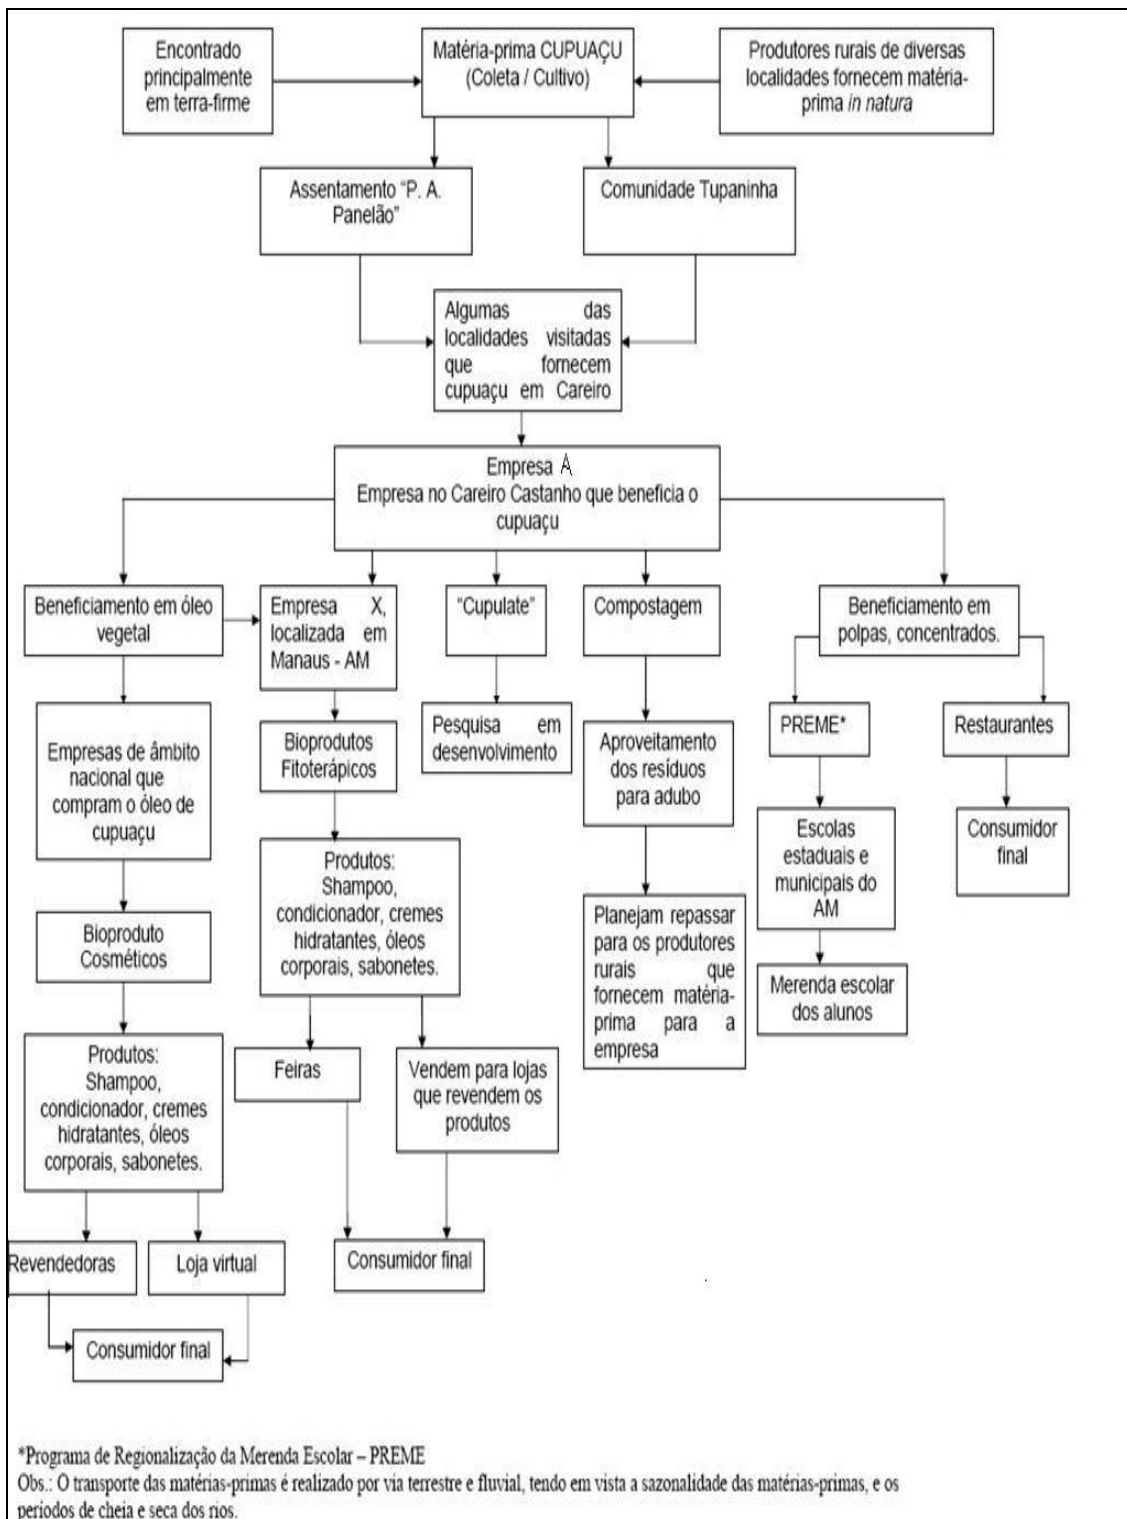 Encontrado
principalmente
em terra-firme
Matéria-prima CUPUAÇU
(Coleta / Cultivo)
Produtores rurais de diversas
localidades fornecem matéria-
prima in natura
Assentamento “P. A.
Panelão”
Comunidade Tupaninha
Algumas das
localidades visitadas
que fornecem
cupuaçu em Careiro
Empresa A
Empresa no Careiro Castanho que beneficia o
cupuaçu
Beneficiamento em óleo
vegetal
Empresa X,
localizada em
Manaus - AM
“Cupulate”
Compostagem
Beneficiamento em
polpas, concentrados.
Empresas de âmbito
nacional que
compram o óleo de
cupuaçu
Bioprodutos
Fitoterápicos
Pesquisa em
desenvolvimento
Aproveitamento
dos resíduos
para adubo
PREME*
Restaurantes
Escolas
estaduais e
municipais do
AM
Consumidor
final
Bioproduto
Cosméticos
Produtos:
Shampoo,
condicionador, cremes
hidratantes, óleos
corporais, sabonetes.
Planejam repassar
para os produtores
rurais que
fornecem matéria-
prima para a
empresa
Merenda escolar
dos alunos
Produtos:
Shampoo,
condicionador, cremes
hidratantes, óleos
corporais, sabonetes.
Feiras
Vendem para lojas
que revendem os
produtos
Revendedoras
Loja virtual
Consumidor final
Consumidor final
*Programa de Regionalização da Merenda Escolar – PREME
Obs.: O transporte das matérias-primas é realizado por via terrestre e fluvial, tendo em vista a sazonalidade das matérias-primas, e os
períodos de cheia e seca dos rios.